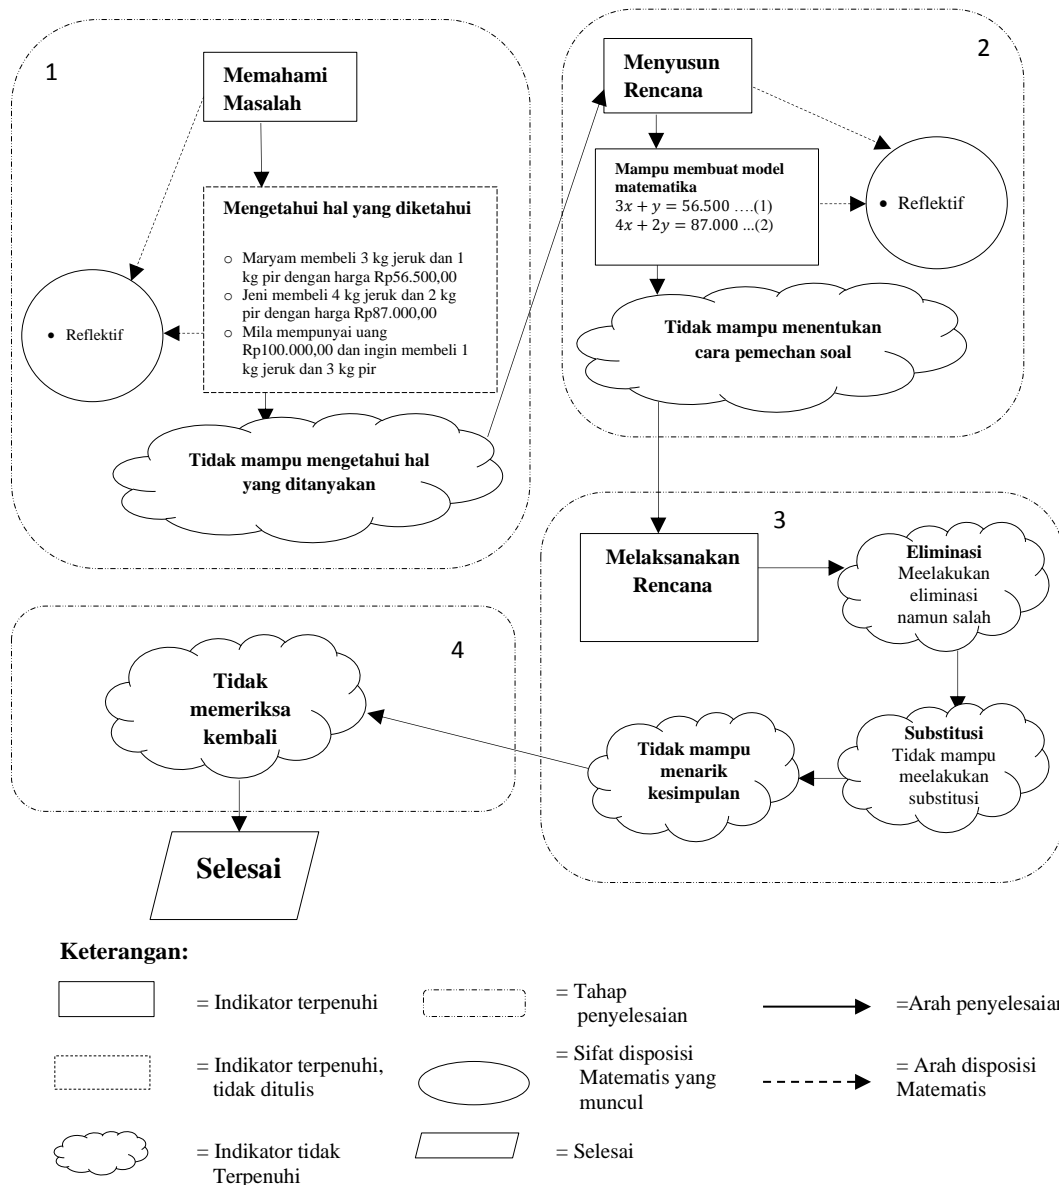 1
Memahami
Masalah
Mengetahui hal yang diketahui
o Maryam membeli 3 kg jeruk dan 1
kg pir dengan harga Rp56.500,00
o Jeni membeli 4 kg jeruk dan 2 kg
pir dengan harga Rp87.000,00
o Mila mempunyai uang
Rp100.000,00 dan ingin membeli 1
kg jeruk dan 3 kg pir
• Reflektif
Tidak mampu mengetahui hal
yang ditanyakan
2
Menyusun
Rencana
Mampu membuat model
matematika
3x + y = 56.500 ….(1)
4x + 2y = 87.000 ...(2)
• Reflektif
Tidak mampu menentukan
cara pemechan soal
3
Melaksanakan
Rencana
Eliminasi
Meelakukan
eliminasi
namun salah
Substitusi
Tidak mampu
meelakukan
substitusi
Tidak mampu
menarik
kesimpulan
4
Tidak
memeriksa
kembali
Selesai
Keterangan:
= Indikator terpenuhi
= Tahap
penyelesaian
=Arah penyelesaian
= Indikator terpenuhi,
tidak ditulis
= Sifat disposisi
Matematis yang
muncul
= Arah disposisi
Matematis
= Indikator tidak
Terpenuhi
= Selesai